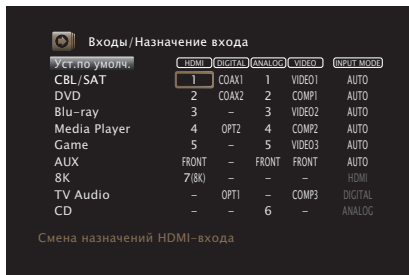 Входы/Назначение входа
Уст.по умолч. HDMI DIGITAL ANALOG VIDEO INPUT MODE
CBL/SAT 1 COAX1 1 VIDEO1 AUTO
DVD 2 COAX2 2 COMP1 AUTO
Blu-ray 3 – 3 VIDEO2 AUTO
Media Player 4 OPT2 4 COMP2 AUTO
Game 5 – 5 VIDEO3 AUTO
AUX FRONT – FRONT FRONT AUTO
8K 7(8K) – – – HDMI
TV Audio – OPT1 – COMP3 DIGITAL
CD – – 6 – ANALOG
Смена назначений HDMI-входа